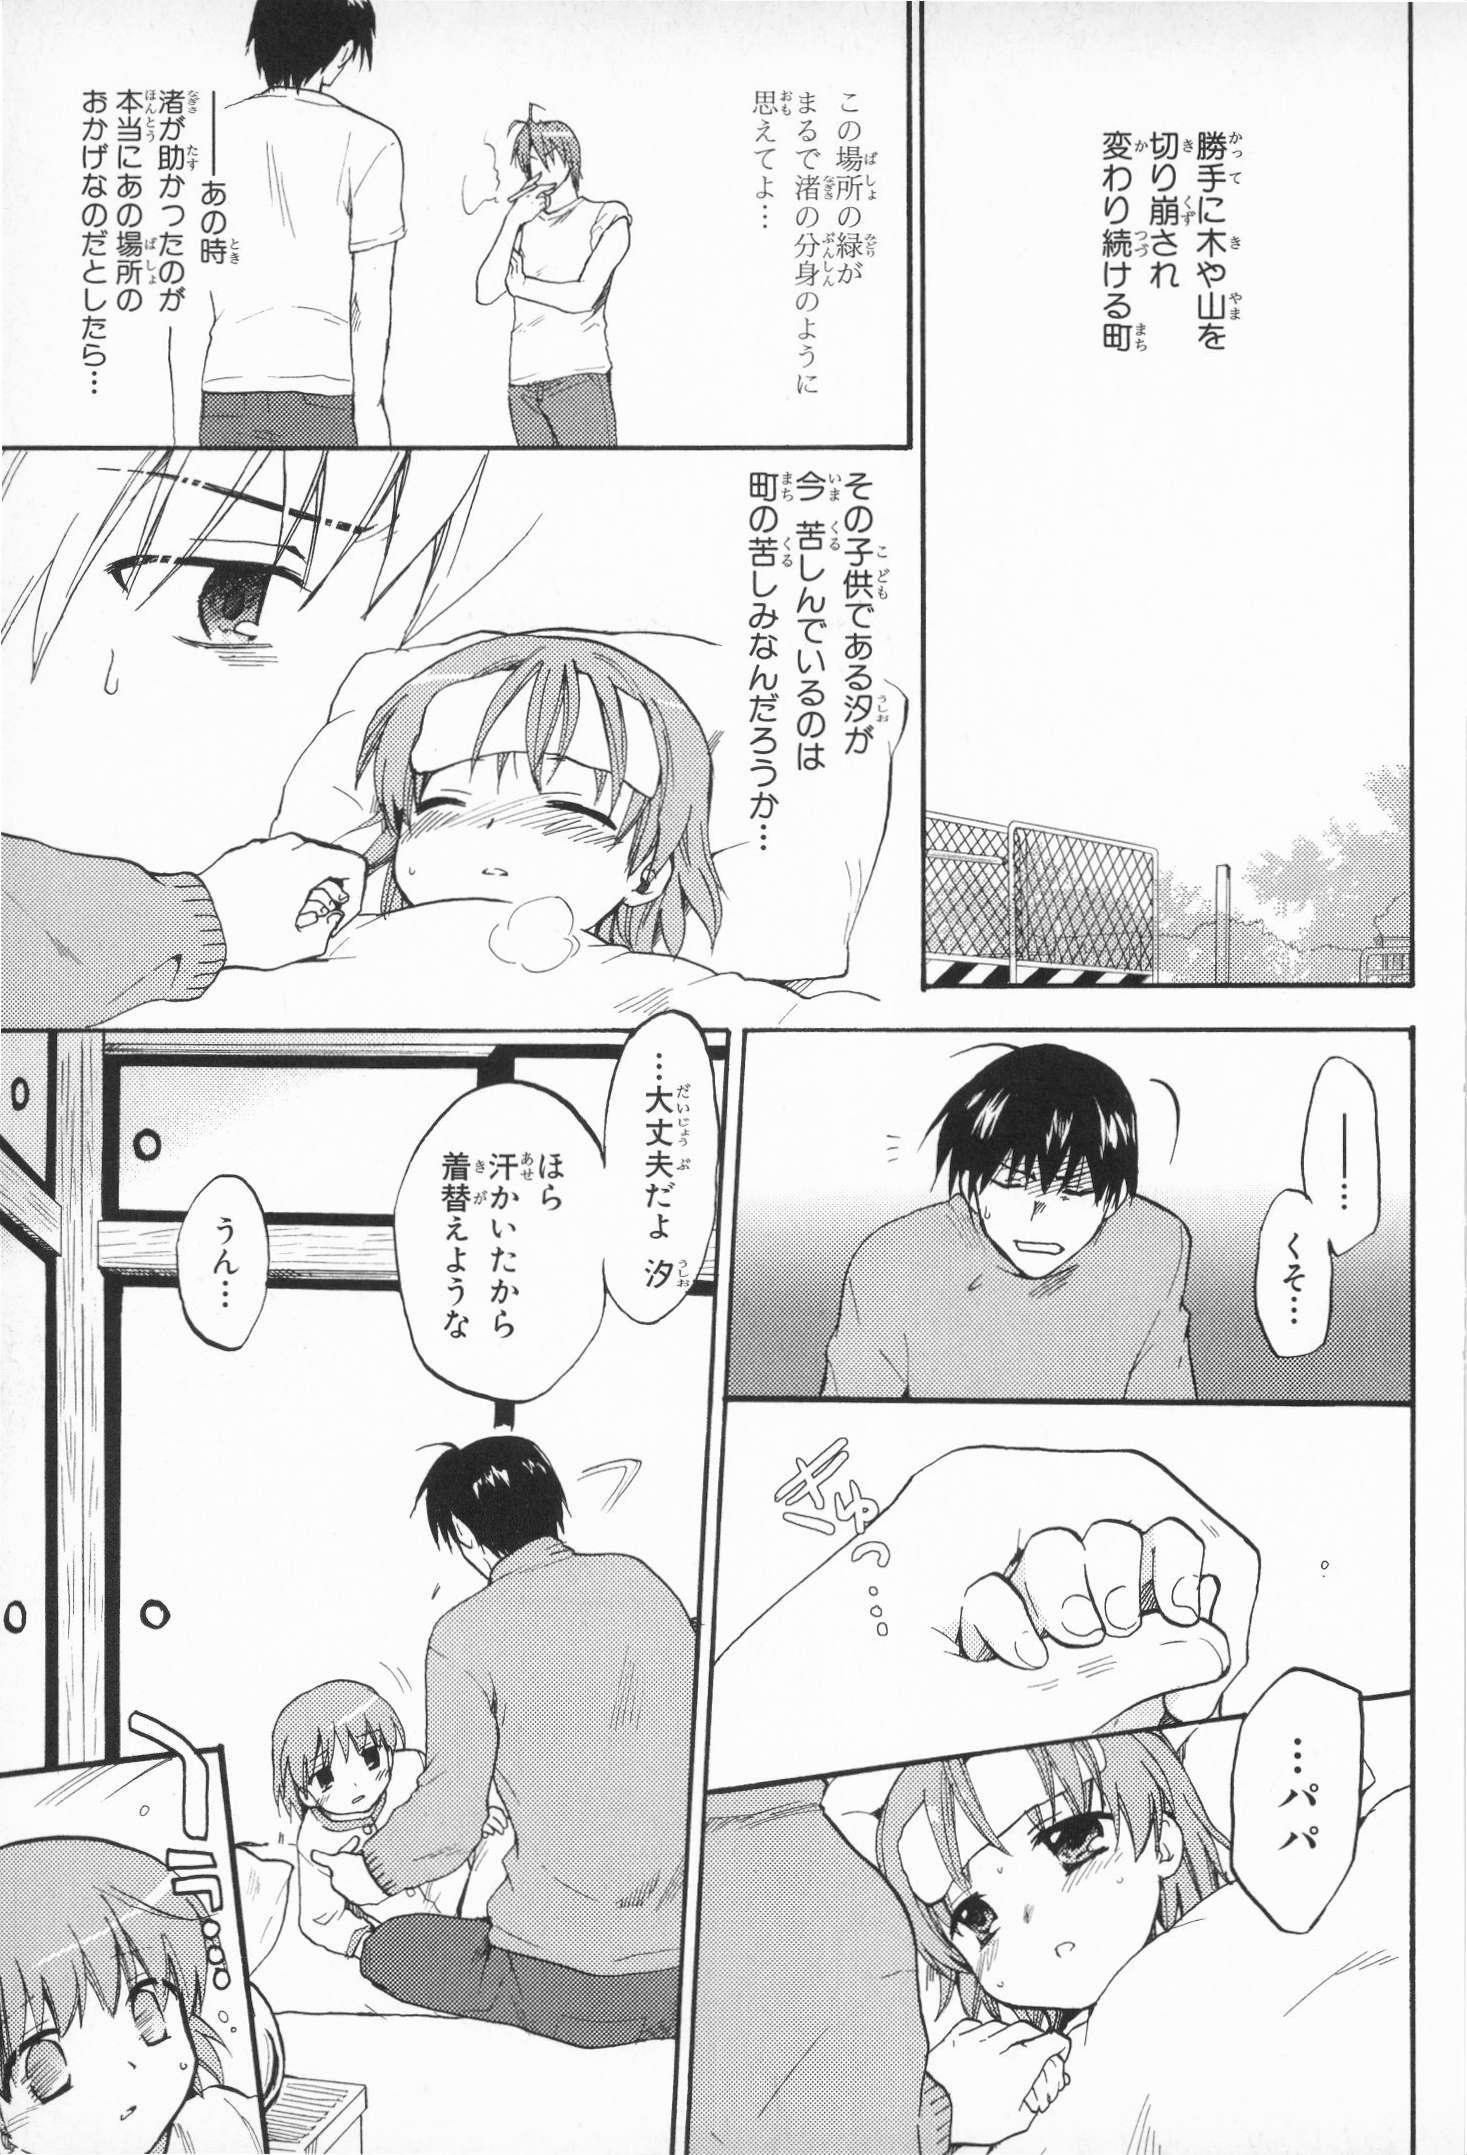 勝手に木や山を
切り崩され
変わり続ける町
この場所の緑が
まるで渚の分身のように
思えてよ…
――あの時
渚が助かったのが
本当にあの場所の
おかげなのだとしたら…
その子供である汐が
今 苦しんでいるのは
町の苦しみなんだろうか…
――…
くそ…
ぎゅっ…
…パパ
…大丈夫だよ 汐
ほら
汗かいたから
着替えような
うん…